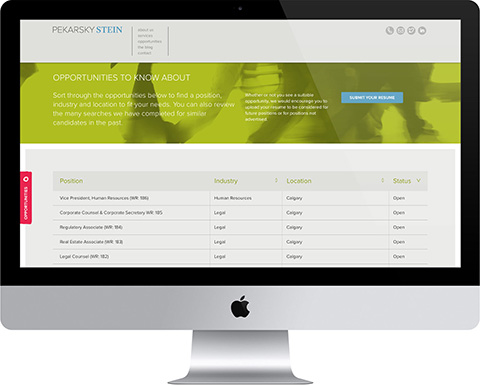 PEKARSKY STEIN
about us
services
opportunities
the blog
contact
OPPORTUNITIES TO KNOW ABOUT
Sort through the opportunities below to find a position,
industry and location to fit your needs. You can also review
the many searches we have completed for similar
candidates in the past.
Whether or not you see a suitable
opportunity, we would encourage you to
upload your resume to be considered for
future positions or for positions not
advertised.
SUBMIT YOUR RESUME
OPPORTUNITIES
Position Industry Location Status
Vice President, Human Resources (WR: 186) Human Resources Calgary Open
Corporate Counsel & Corporate Secretary WR: 185 Legal Calgary Open
Regulatory Associate (WR: 184) Legal Calgary Open
Real Estate Associate (WR: 183) Legal Calgary Open
Legal Counsel (WR: 182) Legal Calgary Open